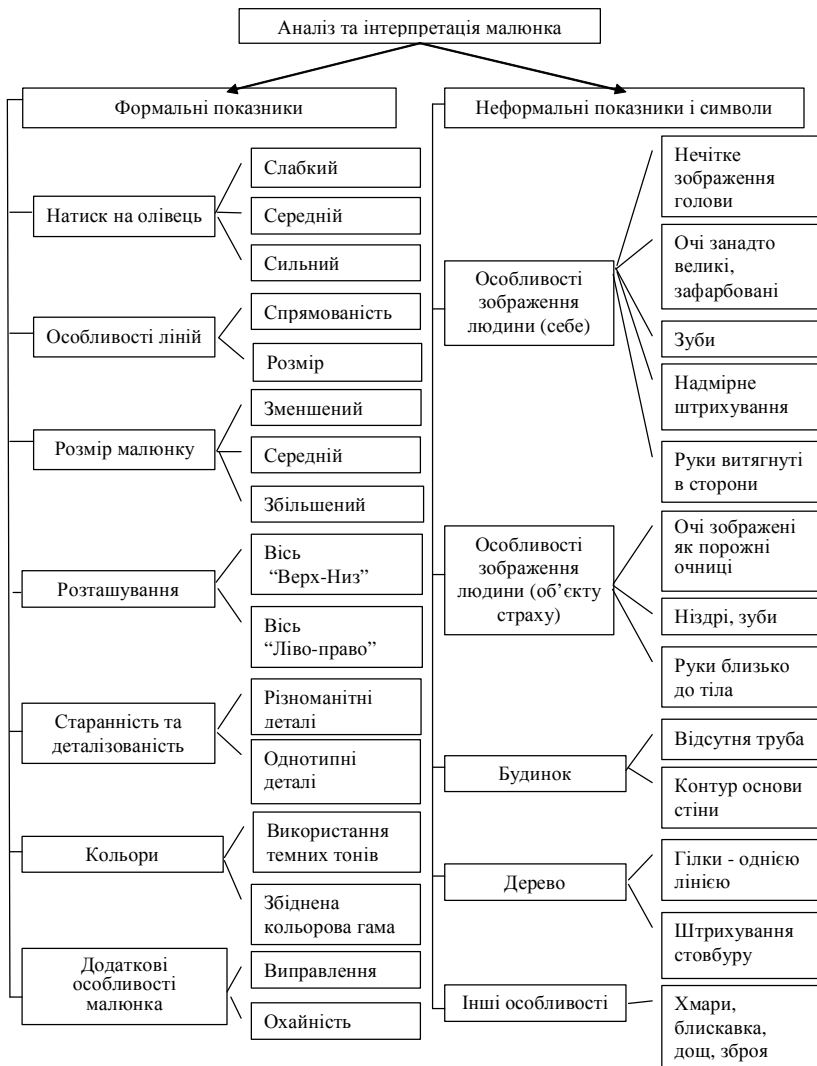 Аналіз та інтерпретація малюнка
Формальні показники
Натиск на олівець
Слабкий
Середній
Сильний
Особливості ліній
Спрямованість
Розмір
Розмір малюнку
Зменшений
Середній
Збільшений
Розташування
Вісь
“Верх-Низ”
Вісь
“Ліво-право”
Старанність та
деталізованість
Різноманітні
деталі
Однотипні
деталі
Кольори
Використання
темних тонів
Збіднена
кольорова гама
Додаткові
особливості
малюнка
Виправлення
Охайність
Неформальні показники і символи
Особливості
зображення
людини (себе)
Нечітке
зображення
голови
Очі занадто
великі,
зафарбовані
Зуби
Надмірне
штрихування
Руки витягнуті
в сторони
Особливості
зображення
людини (об’єкту
страху)
Очі зображені
як порожні
очниці
Ніздрі, зуби
Руки близько
до тіла
Будинок
Відсутня труба
Контур основи
стіни
Дерево
Гілки - однією
лінією
Штрихування
стовбуру
Інші особливості
Хмари,
блискавка,
дощ, зброя